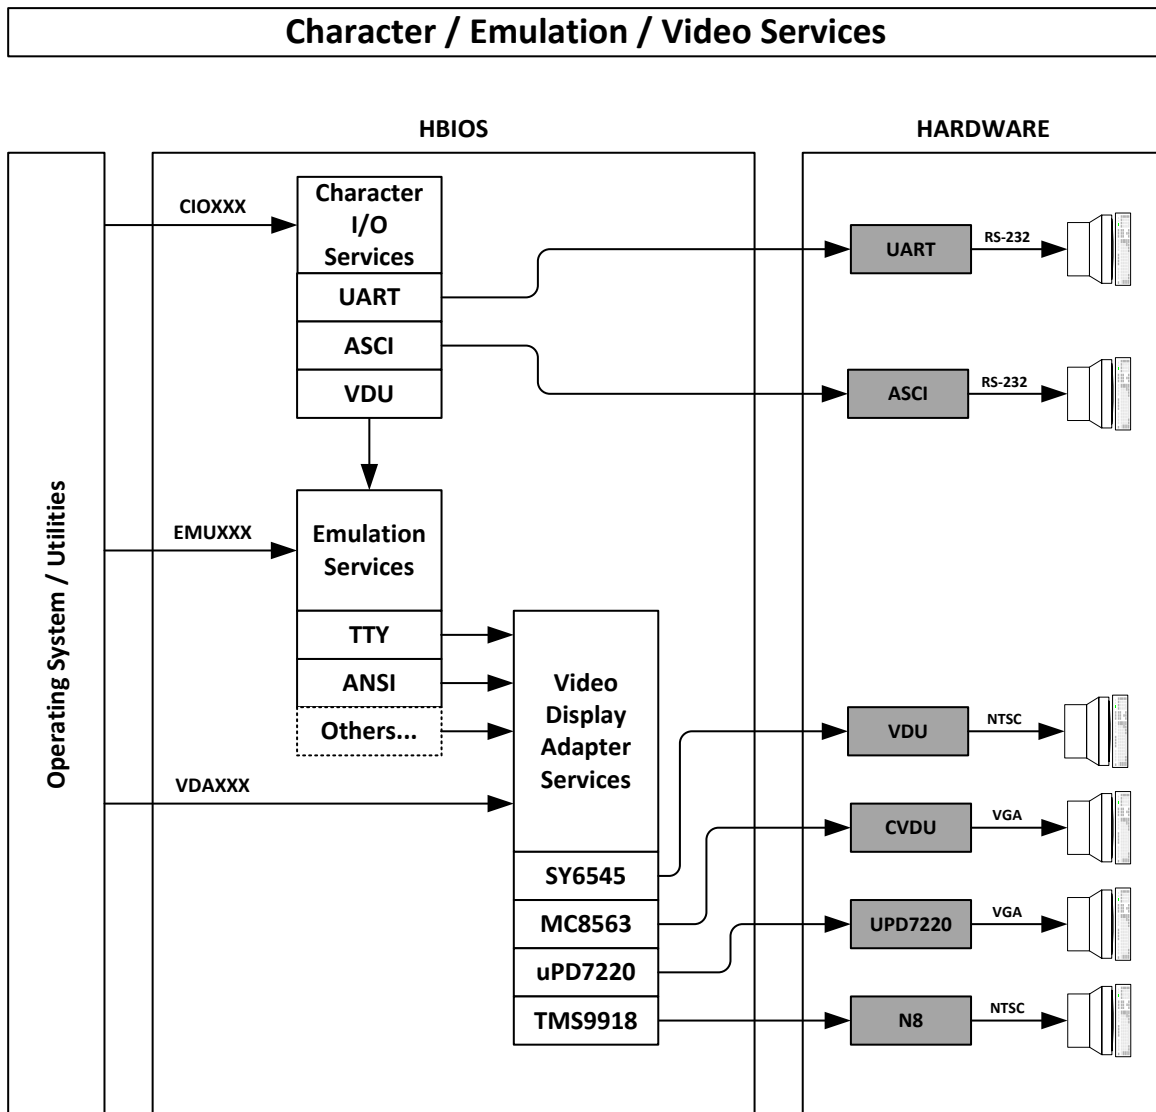 Character / Emulation / Video Services
HBIOS
HARDWARE
Operating System / Utilities
CIOXXX
Character
I/O
Services
UART
ASCI
VDU
EMUXXX
Emulation
Services
TTY
ANSI
Others...
VDAXXX
Video
Display
Adapter
Services
SY6545
MC8563
uPD7220
TMS9918
UART
RS-232
ASCI
RS-232
VDU
NTSC
CVDU
VGA
UPD7220
VGA
N8
NTSC